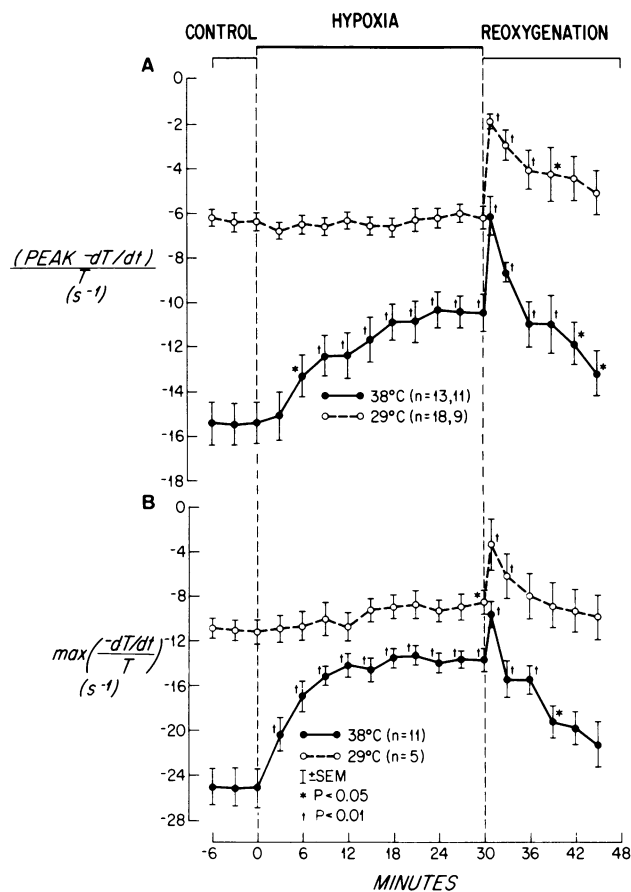 CONTROL HYPOXIA REOXYGENATION
A
0
-2
-4
-6
-8
-10
-12
-14
-16
-18
(PEAK -dT/dt)
T
(s⁻¹)
* † † † † † † † †
† † † * 
† † † † * *
38°C (n=13,11)
29°C (n=18,9)
B
0
-4
-8
-12
-16
-20
-24
-28
max(-dT/dt)
T
(s⁻¹)
* † †
† † † † † † † † † †
† † † *
38°C (n=11)
29°C (n=5)
±SEM
* P<0.05
† P<0.01
-6 0 6 12 18 24 30 36 42 48
MINUTES